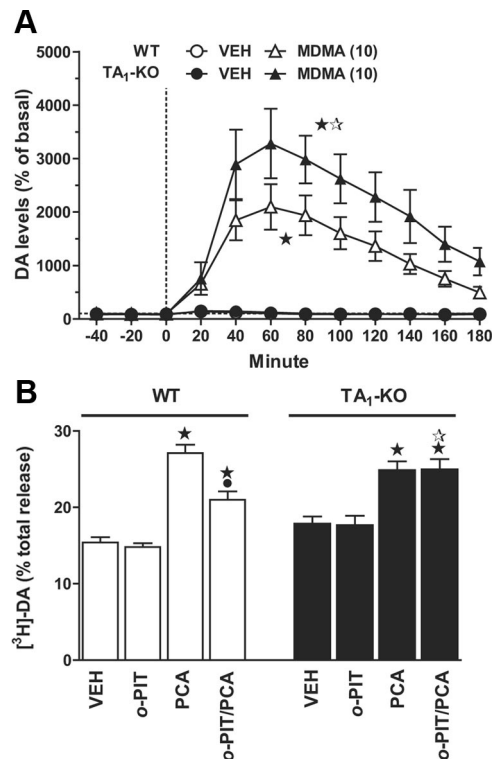 A
WT VEH MDMA (10)
TA1-KO VEH MDMA (10)
DA levels (% of basal)
5000
4000
3000
2000
1000
0
-40 -20 0 20 40 60 80 100 120 140 160 180
Minute
B
WT TA1-KO
[3H]-DA (% total release)
30
20
10
0
VEH o-PIT PCA o-PIT/PCA VEH o-PIT PCA o-PIT/PCA